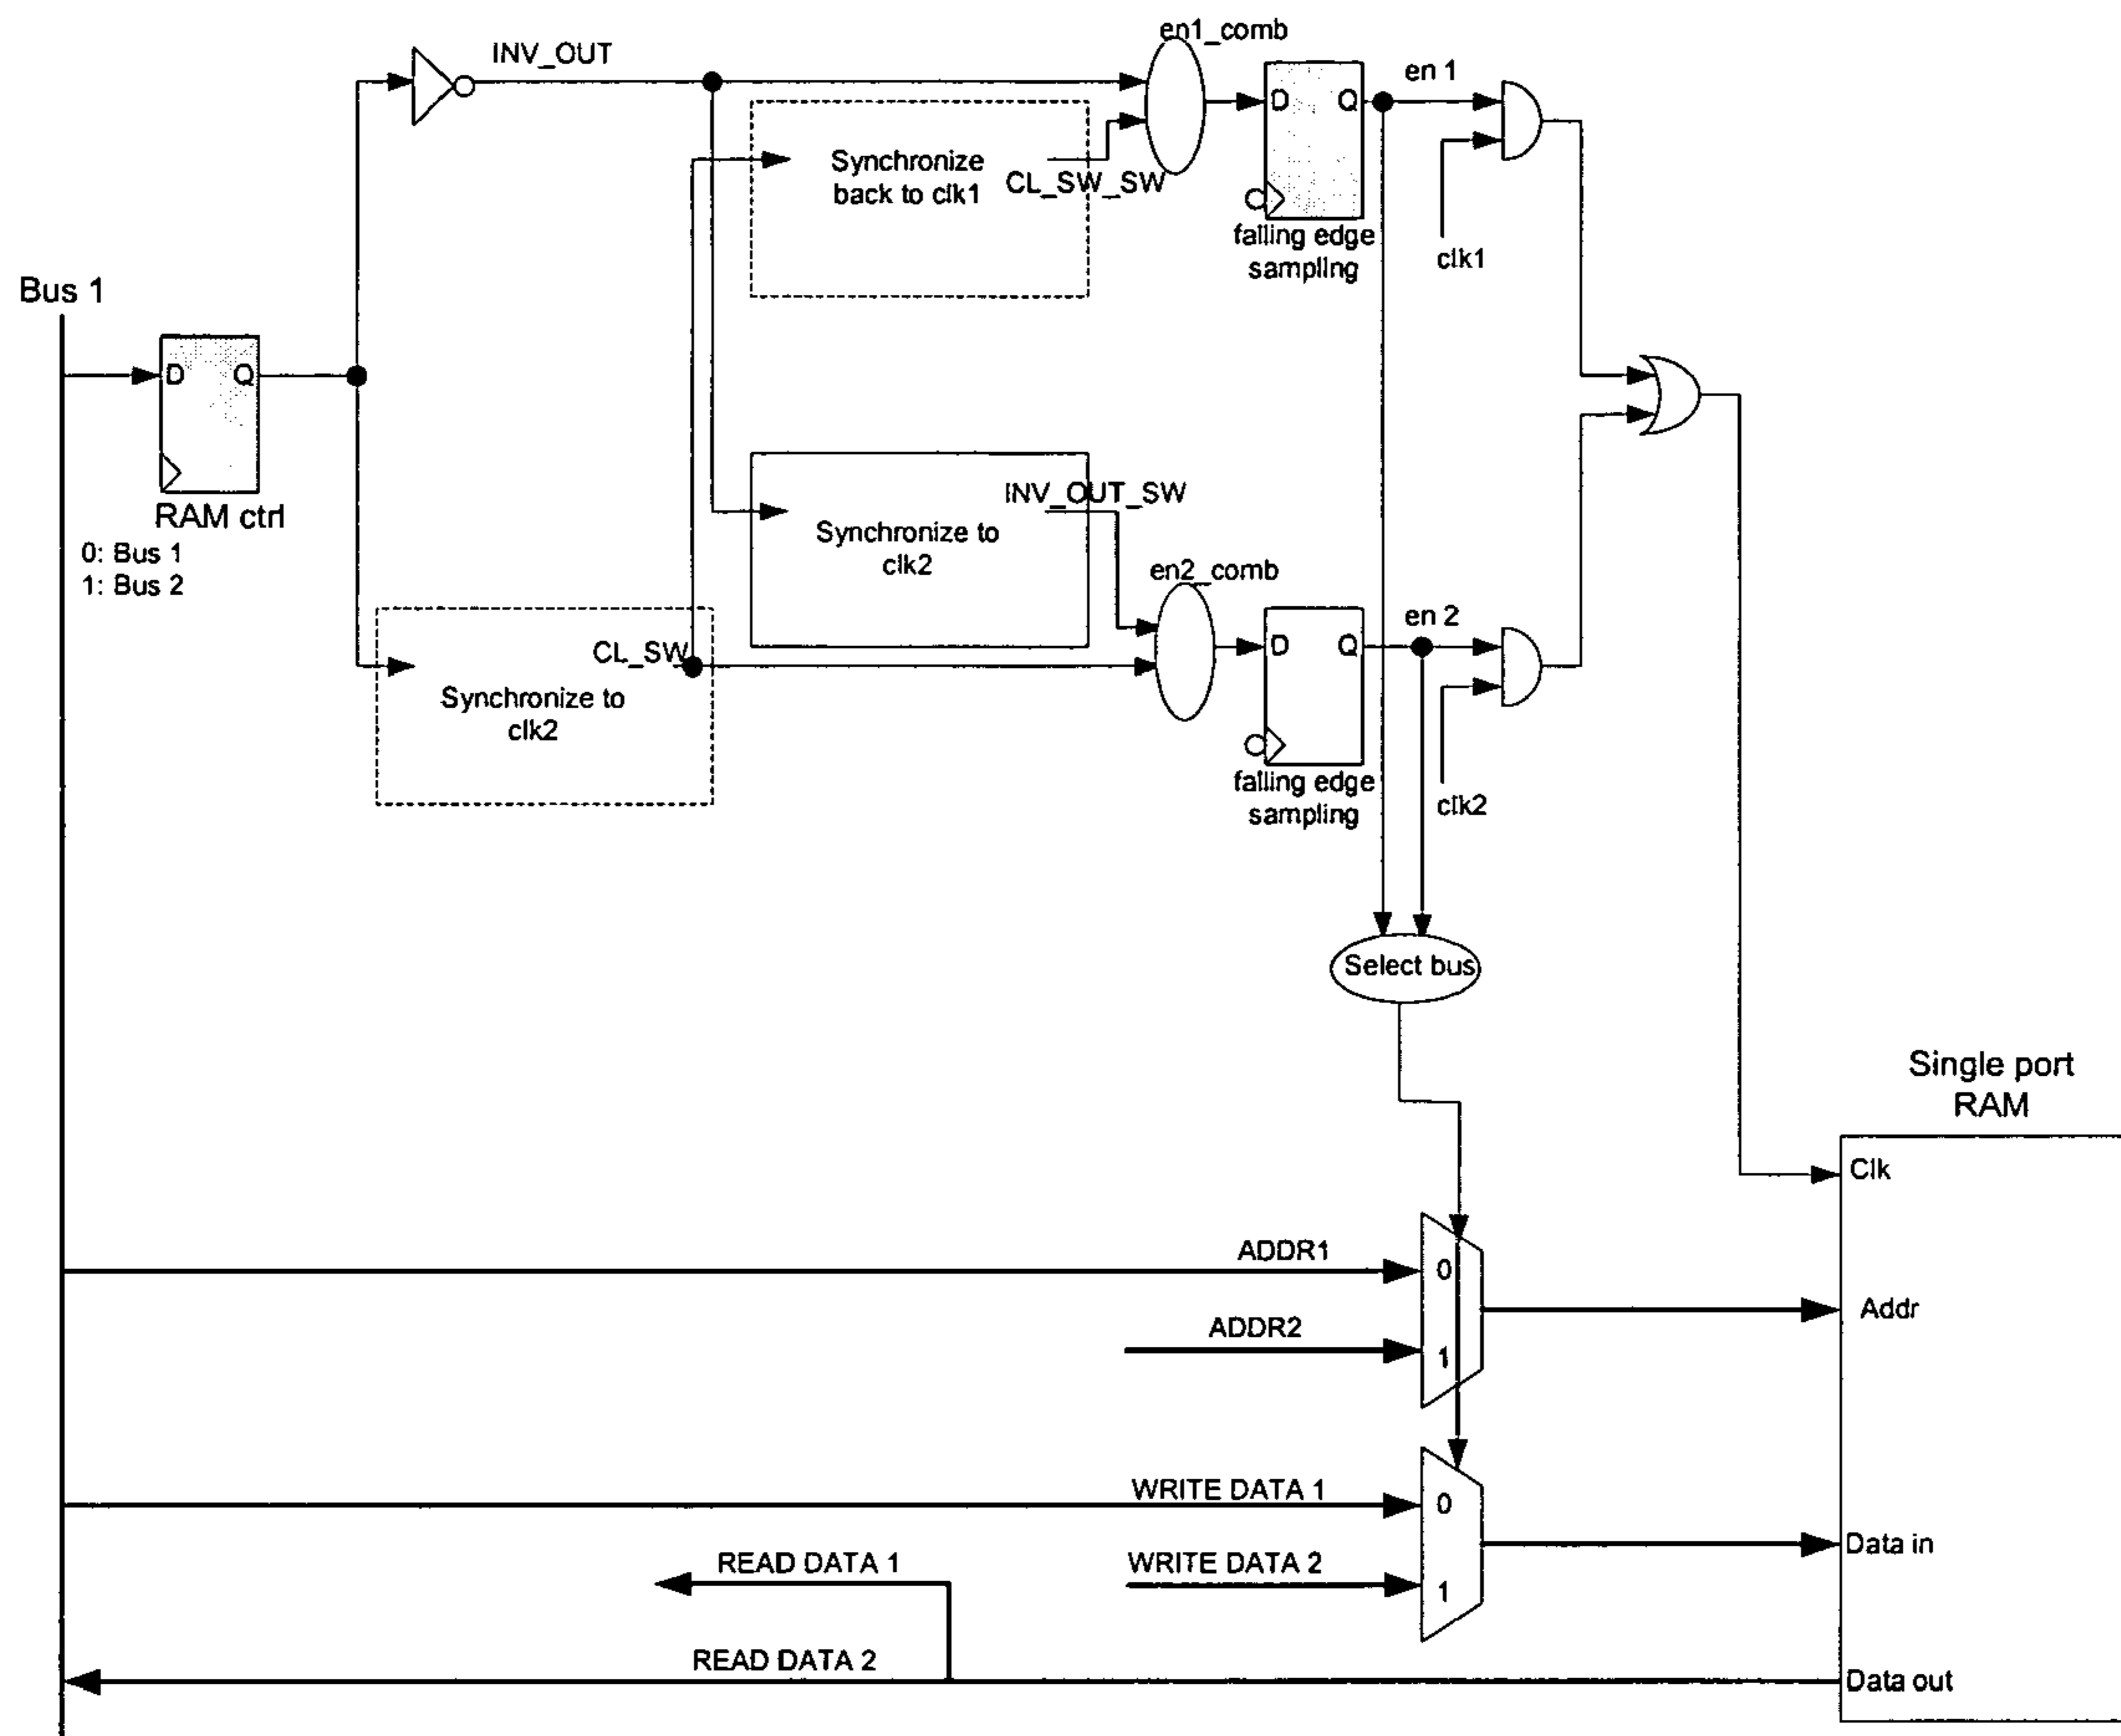 en1_comb
INV_OUT
en 1
D Q
Synchronize
back to clk1
CL_SW_SW
falling edge
sampling
clk1
Bus 1
D Q
RAM ctrl
0: Bus 1
1: Bus 2
INV_OUT_SW
Synchronize to
clk2
en2_comb
en 2
D Q
CL_SW
Synchronize to
clk2
falling edge
sampling
clk2
Select bus
Single port
RAM
Clk
ADDR1
0
Addr
ADDR2
1
WRITE DATA 1
0
Data in
READ DATA 1
WRITE DATA 2
1
READ DATA 2
Data out